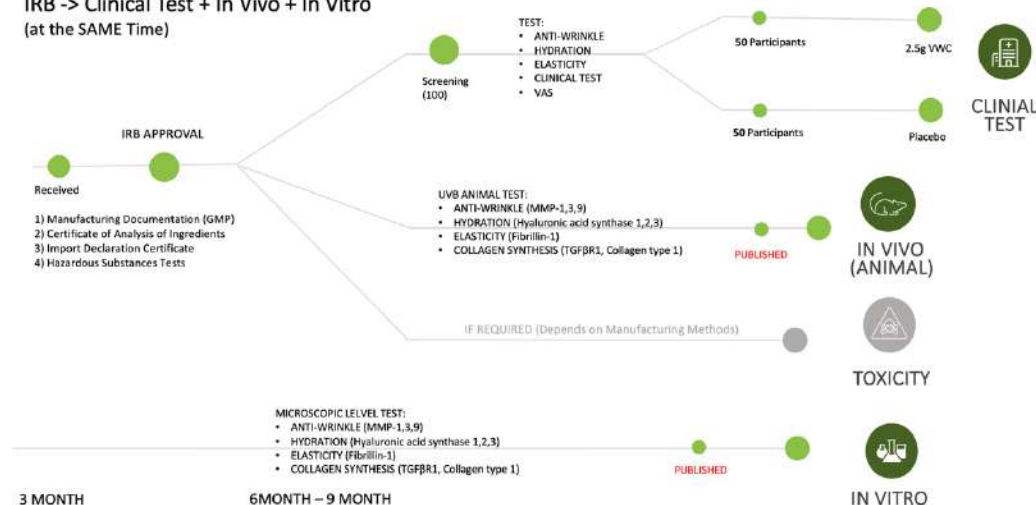 IRB -> Clinical Test + In Vivo + In Vitro
(at the SAME Time)
TEST:
• ANTI-WRINKLE
• HYDRATION
• ELASTICITY
• CLINICAL TEST
• VAS
Screening
(100)
50 Participants
2.5g VWC
50 Participants
Placebo
CLINIAL
TEST
IRB APPROVAL
Received
1) Manufacturing Documentation (GMP)
2) Certificate of Analysis of Ingredients
3) Import Declaration Certificate
4) Hazardous Substances Tests
UVB ANIMAL TEST:
• ANTI-WRINKLE (MMP-1,3,9)
• HYDRATION (Hyaluronic acid synthase 1,2,3)
• ELASTICITY (Fibrillin-1)
• COLLAGEN SYNTHESIS (TGFβR1, Collagen type 1)
PUBLISHED
IN VIVO
(ANIMAL)
IF REQUIRED (Depends on Manufacturing Methods)
TOXICITY
MICROSCOPIC LELVEL TEST:
• ANTI-WRINKLE (MMP-1,3,9)
• HYDRATION (Hyaluronic acid synthase 1,2,3)
• ELASTICITY (Fibrillin-1)
• COLLAGEN SYNTHESIS (TGFβR1, Collagen type 1)
PUBLISHED
IN VITRO
3 MONTH
6MONTH – 9 MONTH